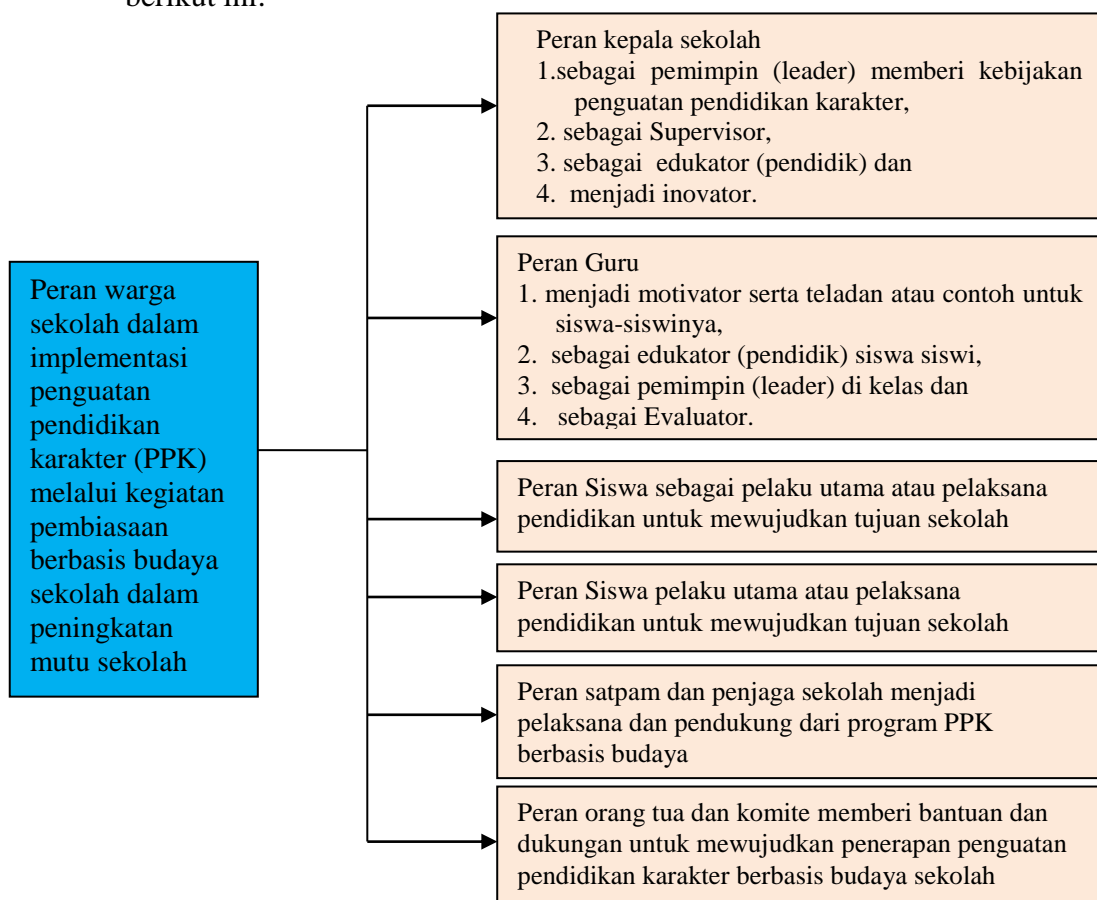 berikut ini:
Peran kepala sekolah
1.sebagai pemimpin (leader) memberi kebijakan
penguatan pendidikan karakter,
2. sebagai Supervisor,
3. sebagai edukator (pendidik) dan
4. menjadi inovator.
Peran Guru
1. menjadi motivator serta teladan atau contoh untuk
siswa-siswinya,
2. sebagai edukator (pendidik) siswa siswi,
3. sebagai pemimpin (leader) di kelas dan
4. sebagai Evaluator.
Peran warga
sekolah dalam
implementasi
penguatan
pendidikan
karakter (PPK)
melalui kegiatan
pembiasaan
berbasis budaya
sekolah dalam
peningkatan
mutu sekolah
Peran Siswa sebagai pelaku utama atau pelaksana
pendidikan untuk mewujudkan tujuan sekolah
Peran Siswa pelaku utama atau pelaksana
pendidikan untuk mewujudkan tujuan sekolah
Peran satpam dan penjaga sekolah menjadi
pelaksana dan pendukung dari program PPK
berbasis budaya
Peran orang tua dan komite memberi bantuan dan
dukungan untuk mewujudkan penerapan penguatan
pendidikan karakter berbasis budaya sekolah